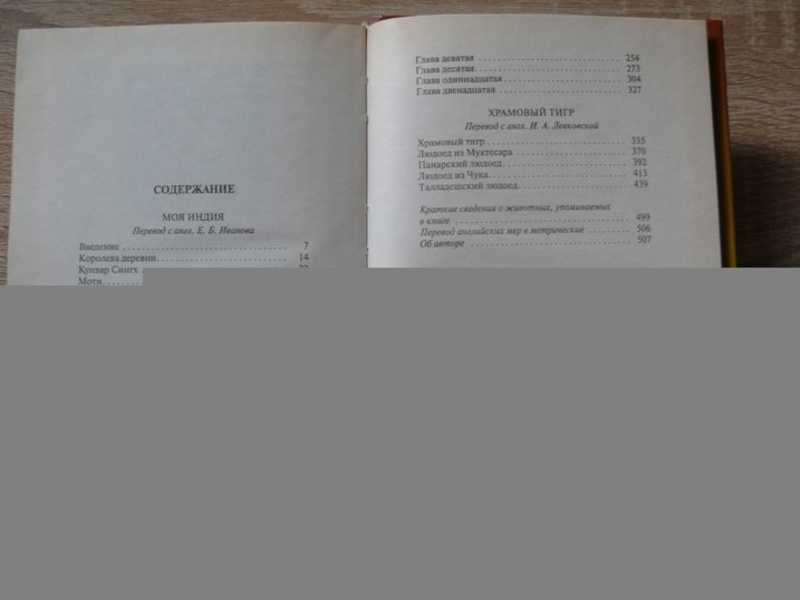 СОДЕРЖАНИЕ
МОЯ ИНДИЯ
Перевод с англ. Е. Б. Иванова
Введение 7
Королева деревни 14
Кунвар Сингх
Моти
Глава девятая 254
Глава десятая 273
Глава одиннадцатая 304
Глава двенадцатая 327
ХРАМОВЫЙ ТИГР
Перевод с англ. И. А. Левковской
Храмовый тигр 335
Людоед из Муктесара 370
Панарский людоед 392
Людоед из Чука 413
Талладешский людоед 439
Краткие сведения о животных, упоминаемых
в книге 499
Перевод английских мер в метрические 506
Об авторе 507